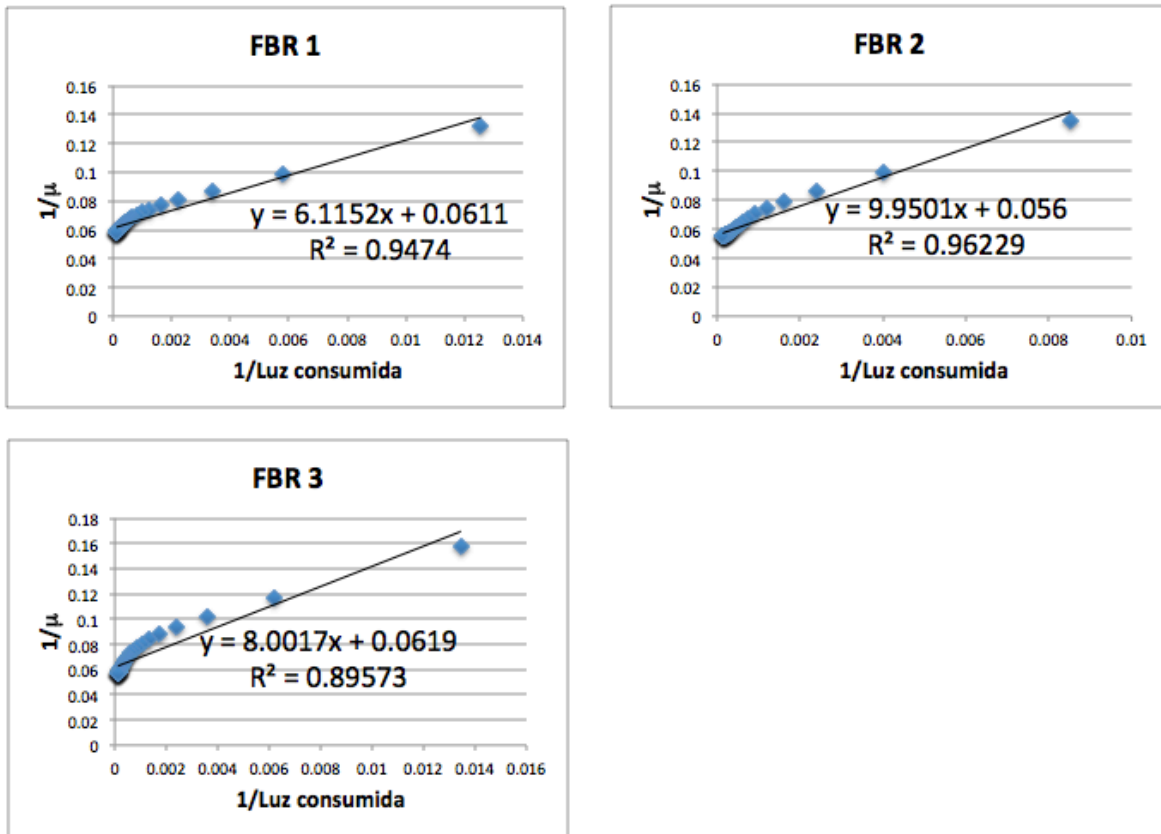 FBR 1
0.16
0.14
0.12
0.1
0.08
0.06
0.04
0.02
0
1/μ
y = 6.1152x + 0.0611
R² = 0.9474
0 0.002 0.004 0.006 0.008 0.01 0.012 0.014
1/Luz consumida
FBR 2
0.16
0.14
0.12
0.1
0.08
0.06
0.04
0.02
0
1/μ
y = 9.9501x + 0.056
R² = 0.96229
0 0.002 0.004 0.006 0.008 0.01
1/Luz consumida
FBR 3
0.18
0.16
0.14
0.12
0.1
0.08
0.06
0.04
0.02
0
1/μ
y = 8.0017x + 0.0619
R² = 0.89573
0 0.002 0.004 0.006 0.008 0.01 0.012 0.014 0.016
1/Luz consumida